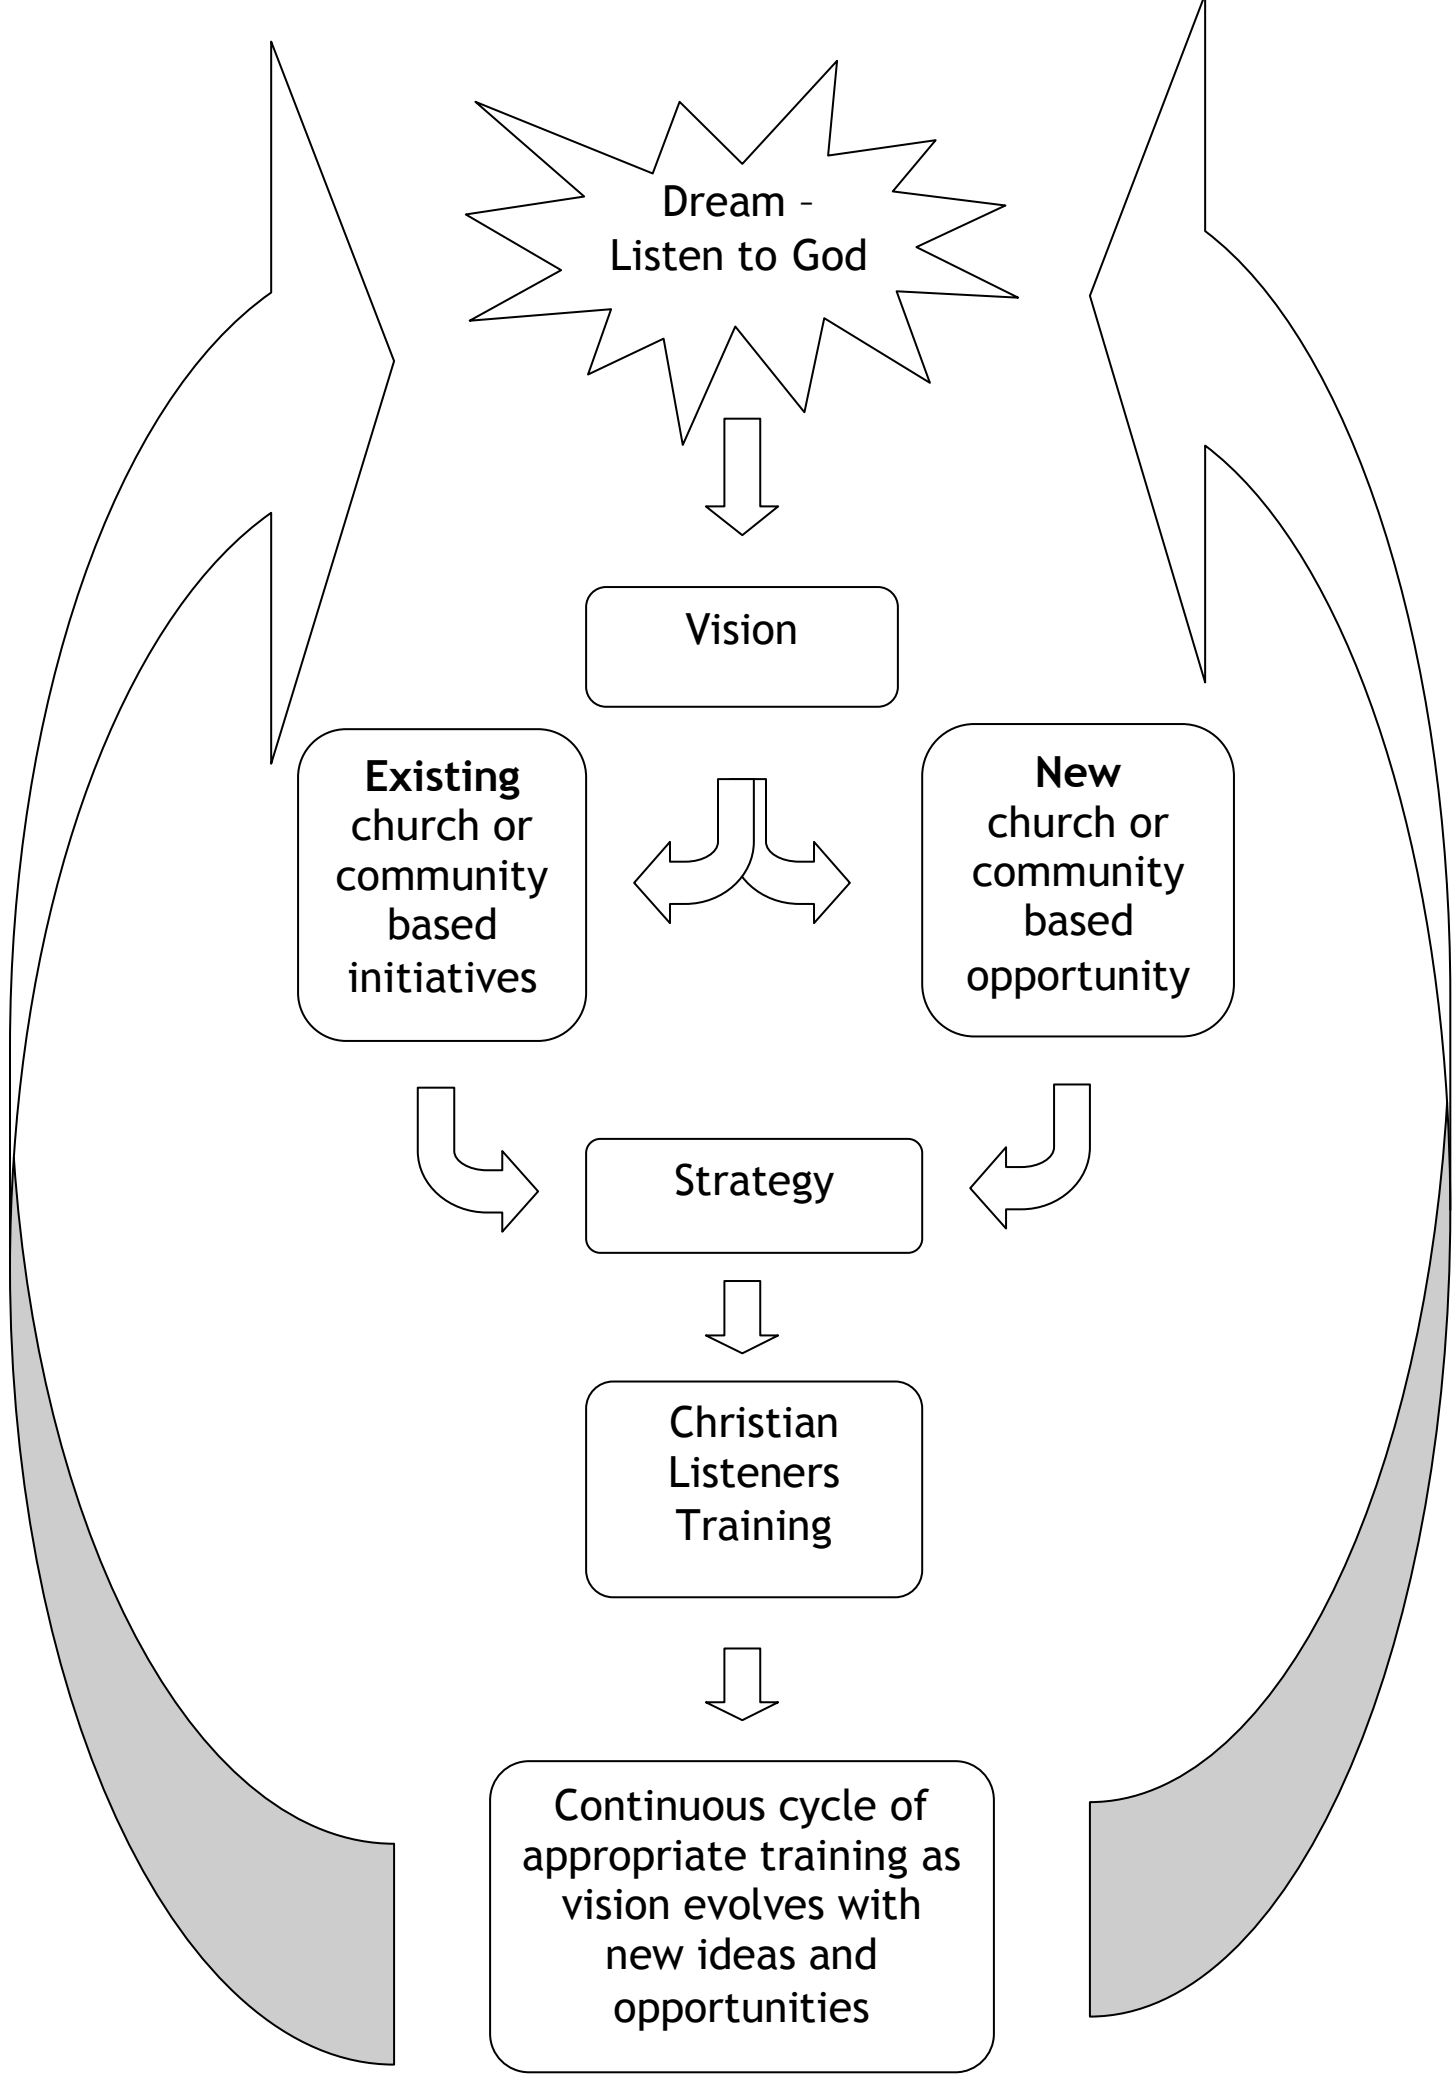 Dream –
Listen to God
Vision
Existing
church or
community
based
initiatives
New
church or
community
based
opportunity
Strategy
Christian
Listeners
Training
Continuous cycle of
appropriate training as
vision evolves with
new ideas and
opportunities